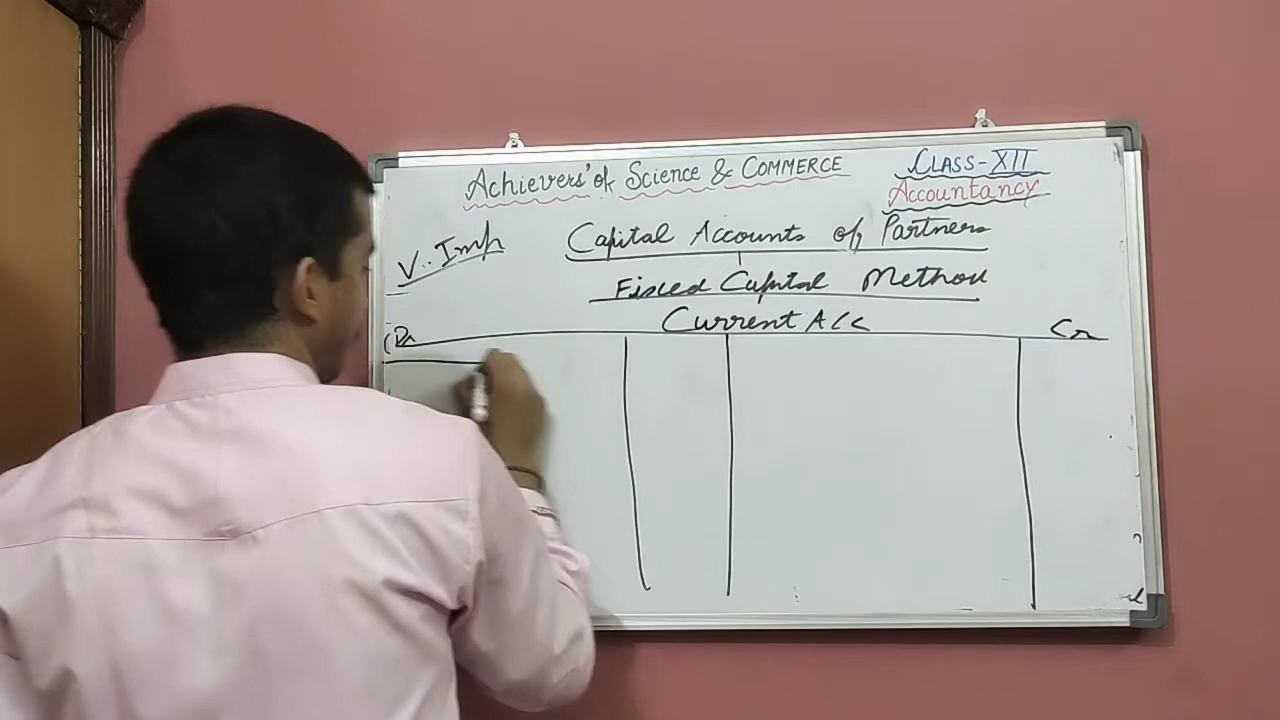 Achievers' of Science & Commerce
Class-XII
Accountancy
V. Imp
Capital Accounts of Partners
Fixed Capital Method
Current A/c
Dr
Cr